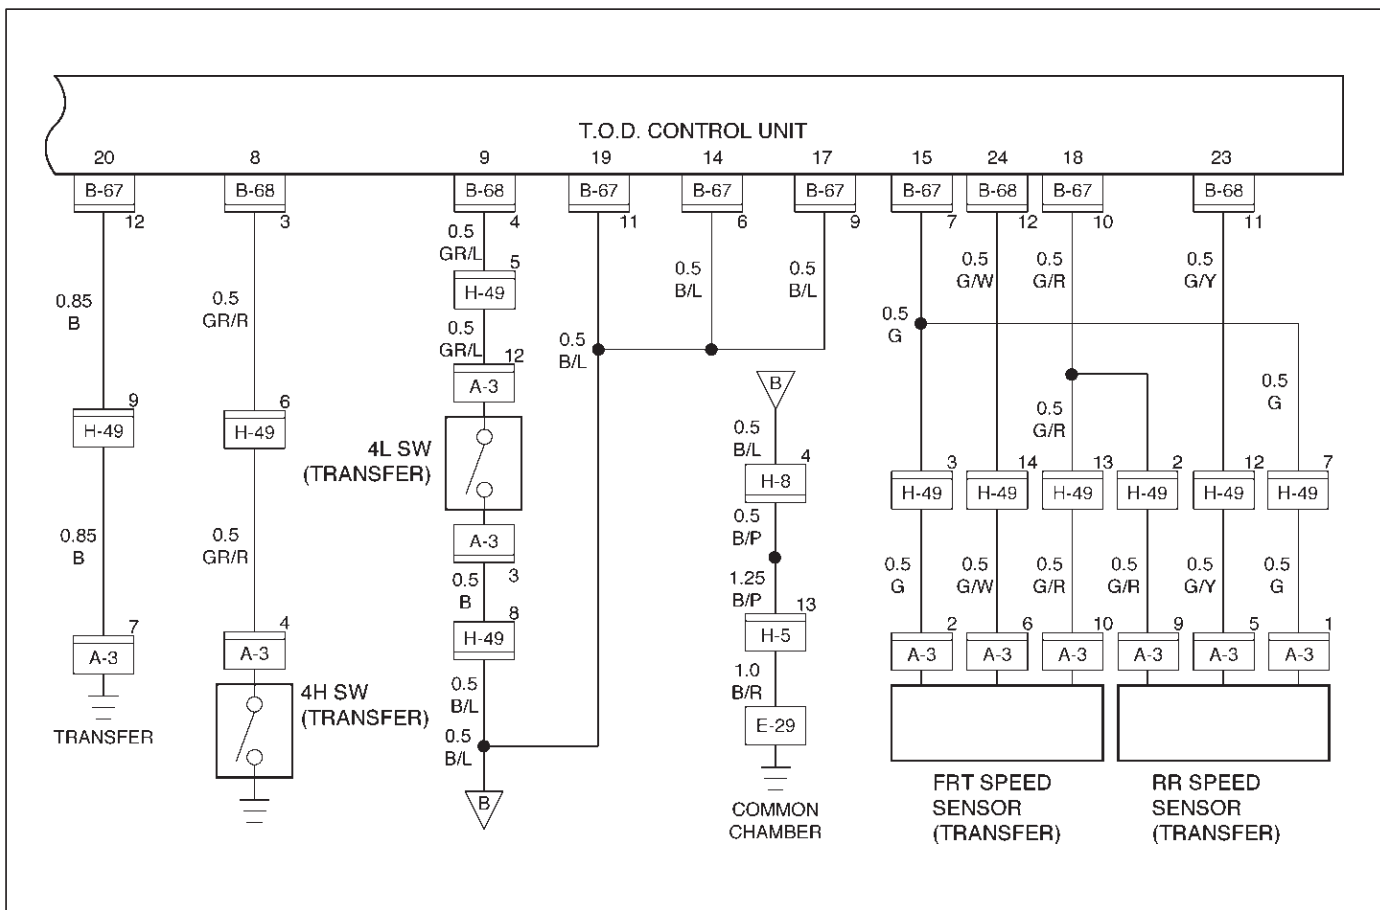 T.O.D. CONTROL UNIT
20 8 9 19 14 17 15 24 18 23
B-67 B-68 B-68 B-67 B-67 B-67 B-67 B-68 B-67 B-68
12 3 4 11 6 9 7 12 10 11
0.5
GR/L
5
H-49
0.5 0.5 0.5 0.5 0.5
B/L B/L G/W G/R G/Y
0.85 0.5
B GR/R
0.5
GR/L
0.5
B/L
0.5
G
12
A-3
B
9 6
H-49 H-49
4L SW
(TRANSFER)
0.5
B/L
0.5
G/R
0.5
G
4
H-8
3 14 13 2 12 7
H-49 H-49 H-49 H-49 H-49 H-49
0.85 0.5
B GR/R
A-3
3
0.5
B/P
0.5
B
8
H-49
1.25
B/P
13
H-5
0.5 0.5 0.5 0.5 0.5 0.5
G G/W G/R G/R G/Y G
7 4
A-3 A-3
2 6 10 9 5 1
A-3 A-3 A-3 A-3 A-3 A-3
TRANSFER
4H SW
(TRANSFER)
0.5
B/L
0.5
B/L
B
1.0
B/R
E-29
COMMON
CHAMBER
FRT SPEED
SENSOR
(TRANSFER)
RR SPEED
SENSOR
(TRANSFER)